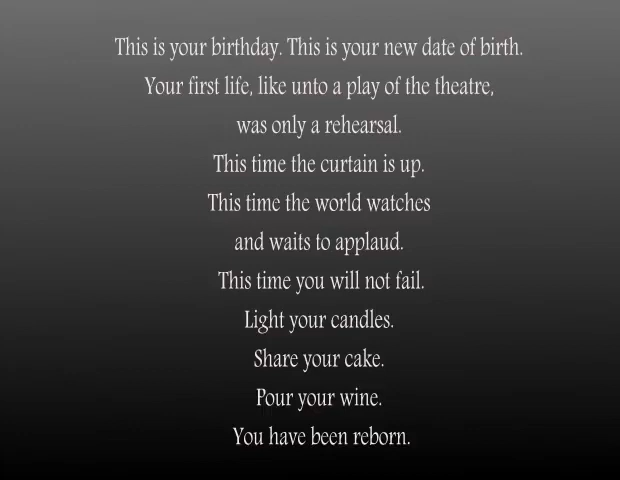 This is your birthday. This is your new date of birth.
Your first life, like unto a play of the theatre,
was only a rehearsal.
This time the curtain is up.
This time the world watches
and waits to applaud.
This time you will not fail.
Light your candles.
Share your cake.
Pour your wine.
You have been reborn.